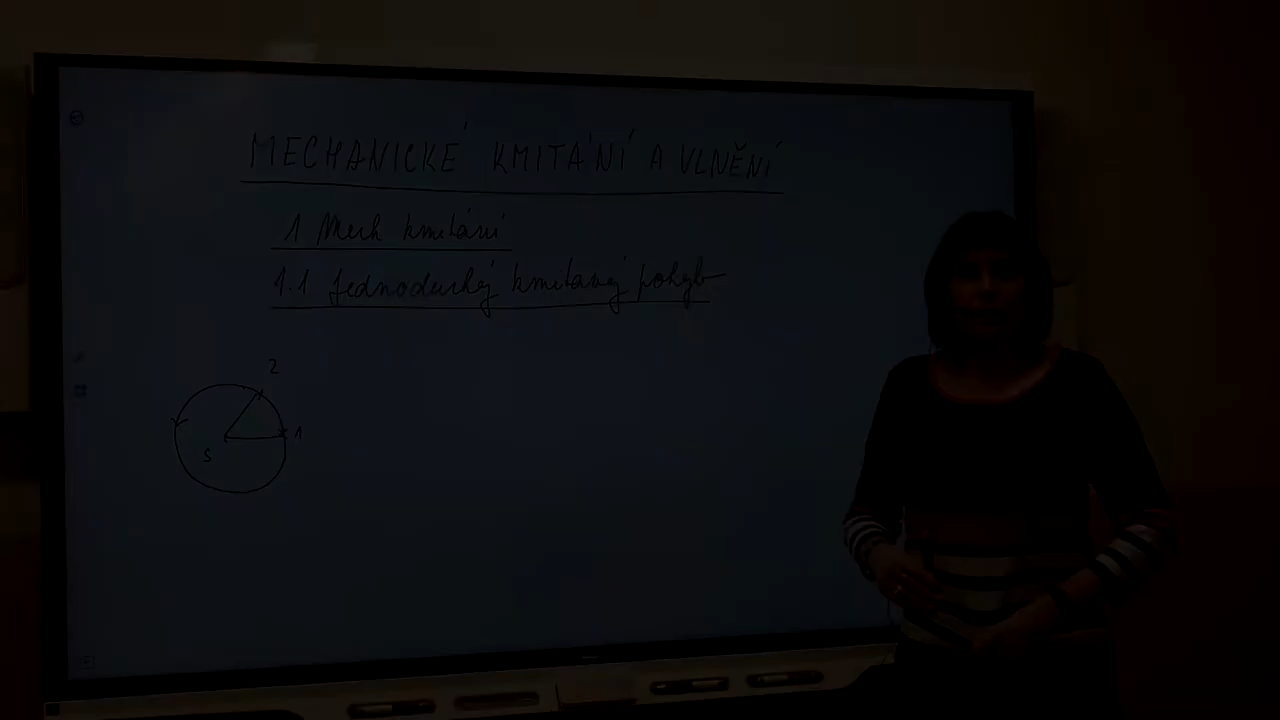 MECHANICKÉ KMITÁNÍ A VLNĚNÍ
1 Mech kmitání
1.1 Jednoduchý kmitavý pohyb
2
1
S